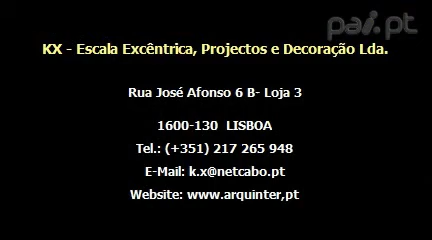 pai.pt
KX - Escala Excêntrica, Projectos e Decoração Lda.
Rua José Afonso 6 B- Loja 3
1600-130 LISBOA
Tel.: (+351) 217 265 948
E-Mail: k.x@netcabo.pt
Website: www.arquinter,pt